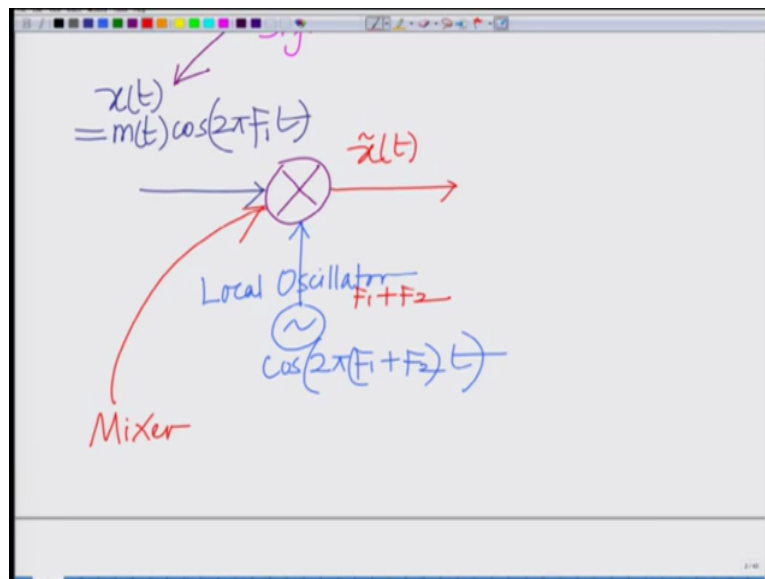 x(t)
=m(t)cos(2πF₁t)
x̃(t)
Local Oscillator
F₁+F₂
~
cos(2π(F₁+F₂)t)
Mixer